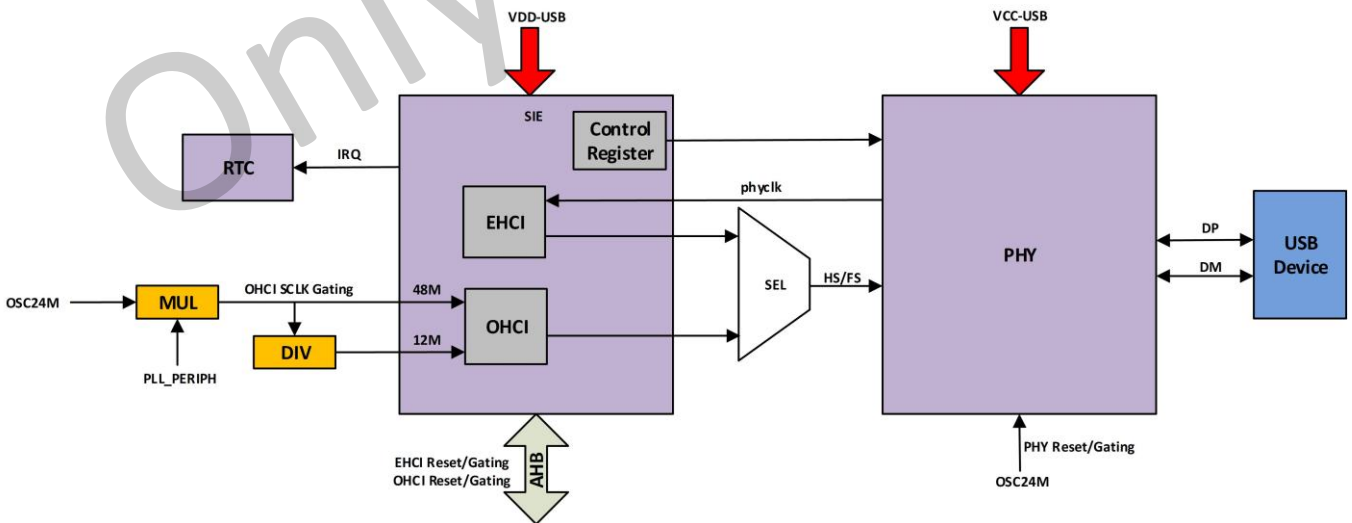 Only
VDD-USB
VCC-USB
SIE
Control
Register
RTC
IRQ
phyclk
EHCI
DP
USB
Device
PHY
DM
SEL
HS/FS
OHCI SCLK Gating
48M
OSC24M
MUL
OHCI
12M
DIV
PLL_PERIPH
PHY Reset/Gating
EHCI Reset/Gating
OHCI Reset/Gating
AHB
OSC24M